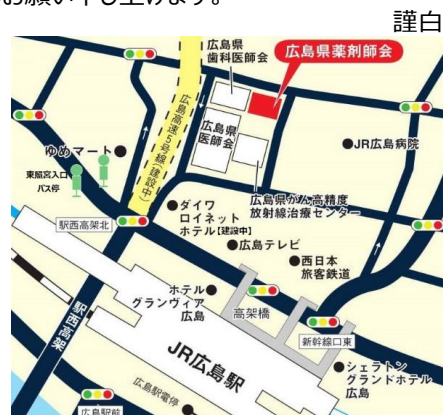 お願い申し上げます。
謹白
広島県
歯科医師会
広島県薬剤師会
広島高速5号線(建設中)
広島県
医師会
JR広島病院
ゆめマート
東照宮入口
バス停
広島県がん高精度
放射線治療センター
ダイワ
ロイネット
ホテル【建設中】
駅西高架北
広島テレビ
西日本
旅客鉄道
ホテル
グランヴィア
広島
高架橋
新幹線口東
駅西高架
JR広島駅
シェラトン
グランドホテル
広島
広島駅電停
広島駅前